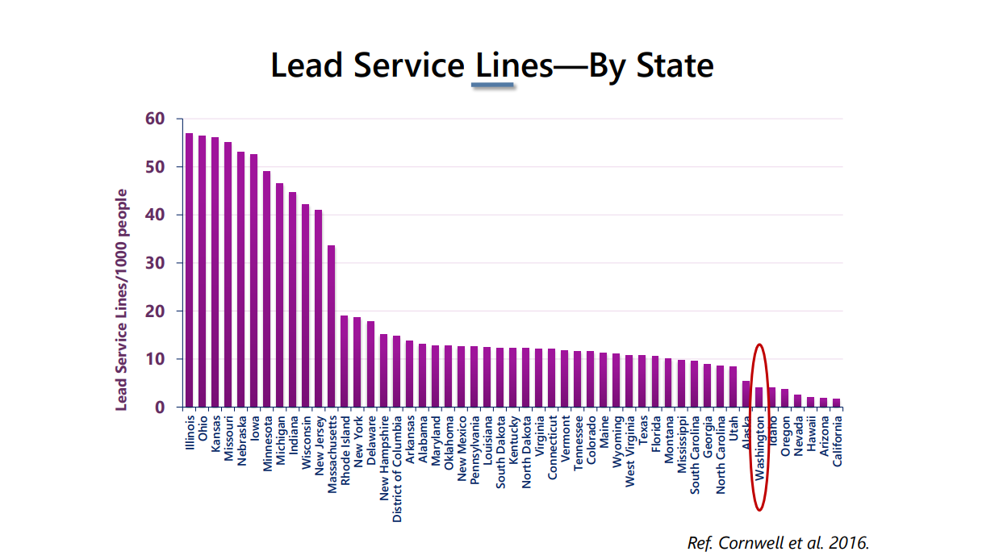 Lead Service Lines—By State
60
50
40
30
20
10
0
Lead Service Lines/1000 people
Illinois
Ohio
Kansas
Missouri
Nebraska
Iowa
Minnesota
Michigan
Indiana
Wisconsin
New Jersey
Massachusetts
Rhode Island
New York
Delaware
New Hampshire
District of Columbia
Arkansas
Alabama
Maryland
Oklahoma
New Mexico
Pennsylvania
Louisiana
South Dakota
Kentucky
North Dakota
Virginia
Connecticut
Vermont
Tennessee
Colorado
Maine
Wyoming
West Virginia
Texas
Florida
Montana
Mississippi
South Carolina
Georgia
North Carolina
Utah
Alaska
Washington
Idaho
Oregon
Nevada
Hawaii
Arizona
California
Ref. Cornwell et al. 2016.